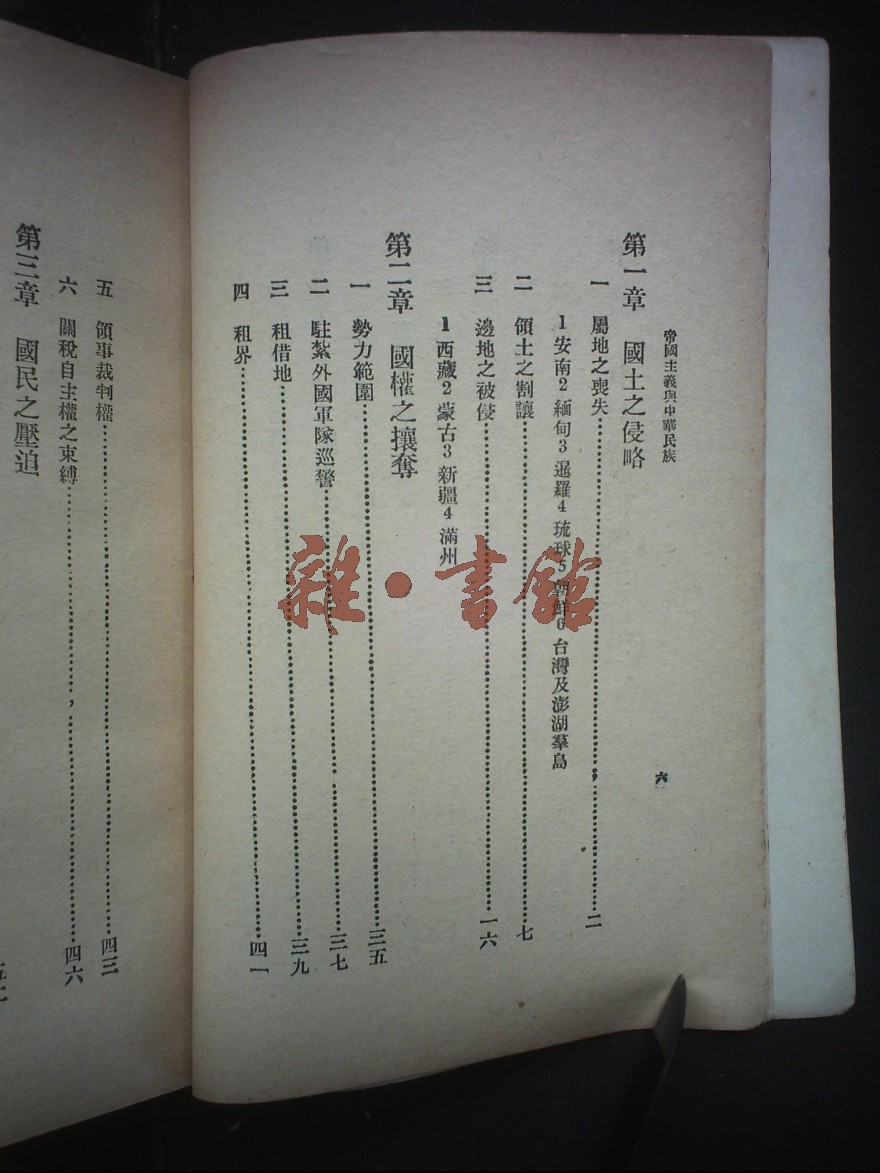 帝國主義與中華民族
六
第一章 國土之侵略
一 屬地之喪失……二
1安南2緬甸3暹羅4琉球5朝鮮6台灣及澎湖羣島
二 領土之割讓……七
三 邊地之被侵……一六
1西藏2蒙古3新疆4滿州
第二章 國權之攘奪
一 勢力範圍……三五
二 駐紮外國軍隊巡警……三七
三 租借地……三九
四 租界……四一
五 領事裁判權……四三
六 關稅自主權之束縛……四六
第三章 國民之壓迫
雜·書館